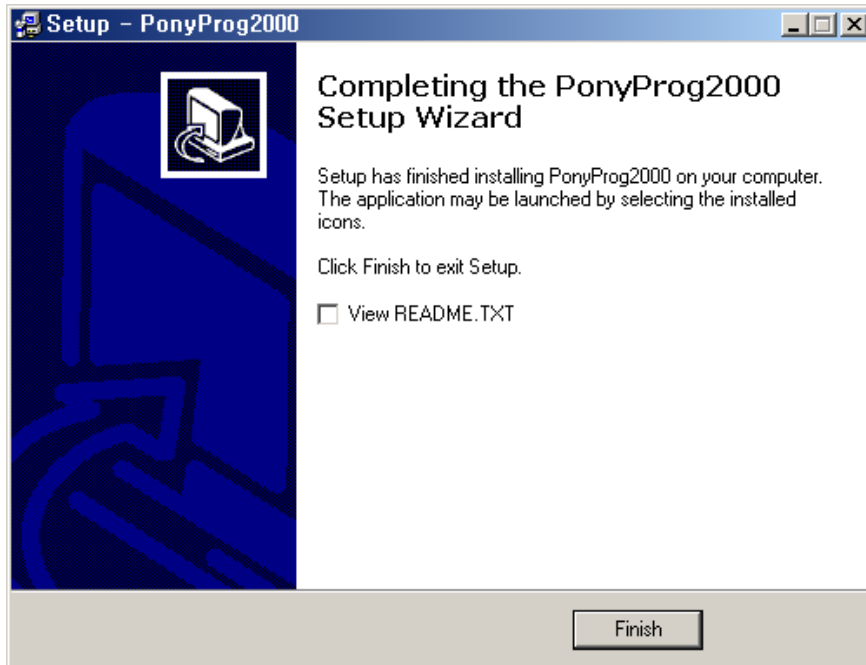 Setup - PonyProg2000
Completing the PonyProg2000
Setup Wizard
Setup has finished installing PonyProg2000 on your computer.
The application may be launched by selecting the installed
icons.
Click Finish to exit Setup.
View README.TXT
Finish